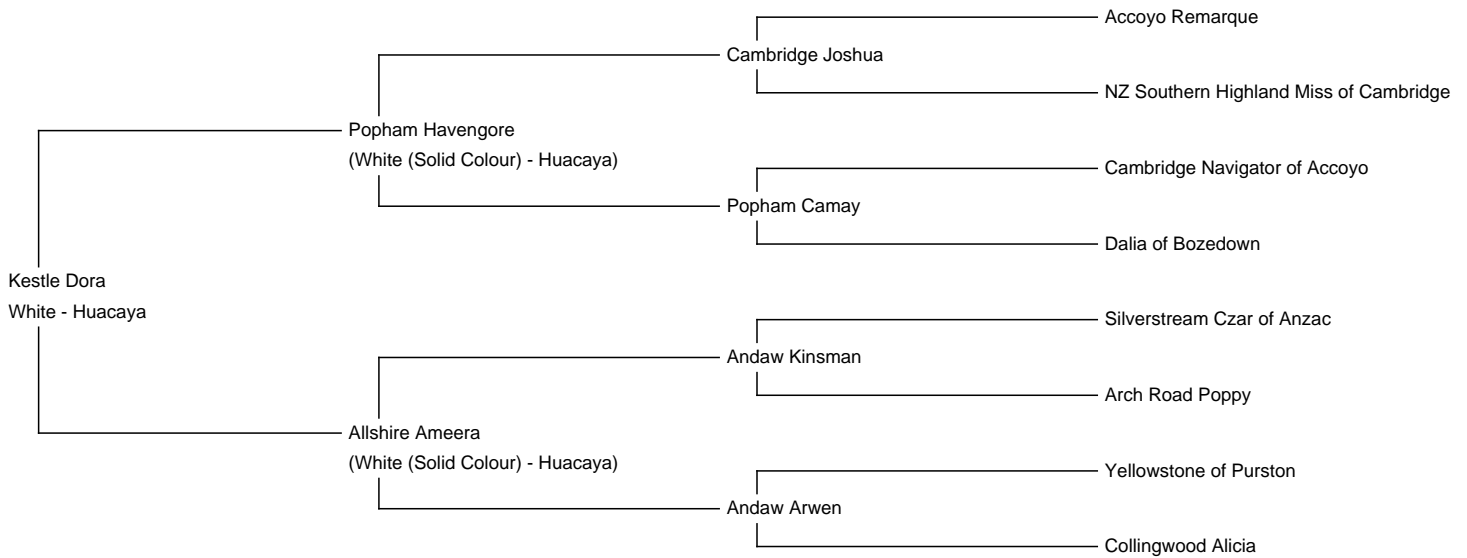 Accoyo Remarque
Cambridge Joshua
NZ Southern Highland Miss of Cambridge
Popham Havengore
(White (Solid Colour) - Huacaya)
Cambridge Navigator of Accoyo
Popham Camay
Dalia of Bozedown
Kestle Dora
White - Huacaya
Silverstream Czar of Anzac
Andaw Kinsman
Arch Road Poppy
Allshire Ameera
(White (Solid Colour) - Huacaya)
Yellowstone of Purston
Andaw Arwen
Collingwood Alicia